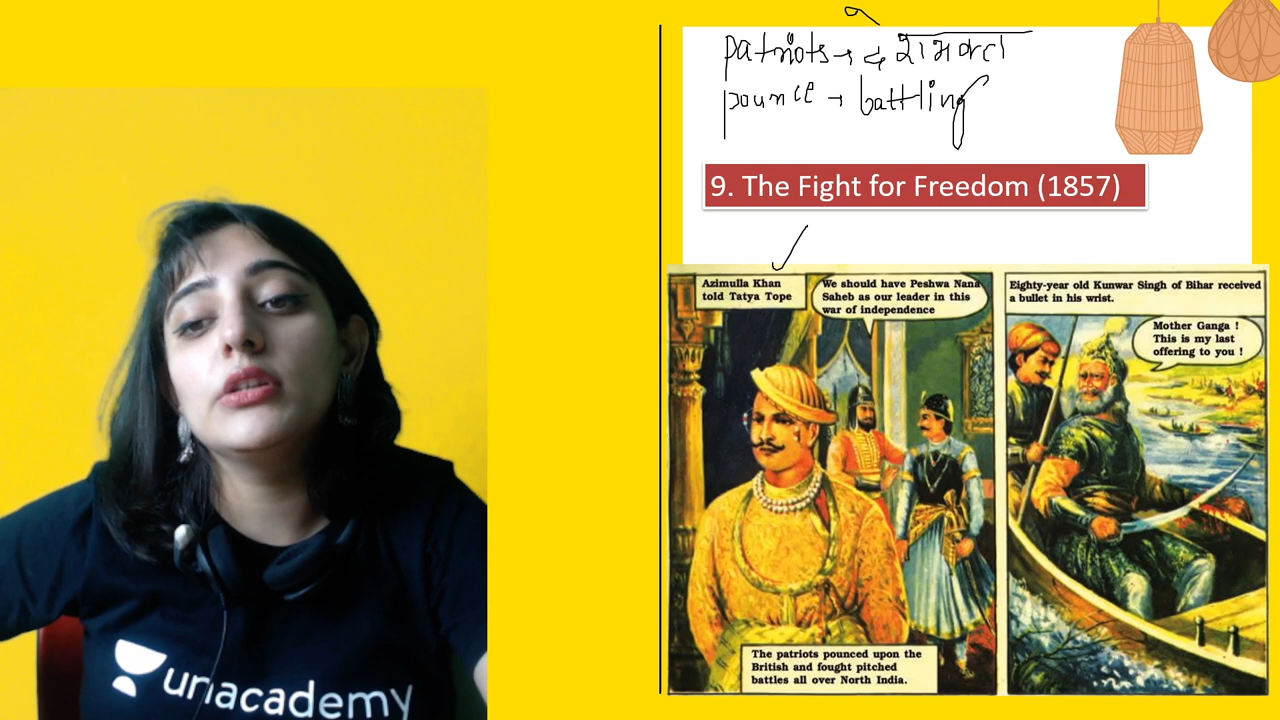 patriots → देशभक्तो
pounce → battling
9. The Fight for Freedom (1857)
Azimulla Khan
told Tatya Tope
We should have Peshwa Nana
Saheb as our leader in this
war of independence
The patriots pounced upon the
British and fought pitched
battles all over North India.
Eighty-year old Kunwar Singh of Bihar received
a bullet in his wrist.
Mother Ganga !
This is my last
offering to you !
unacademy